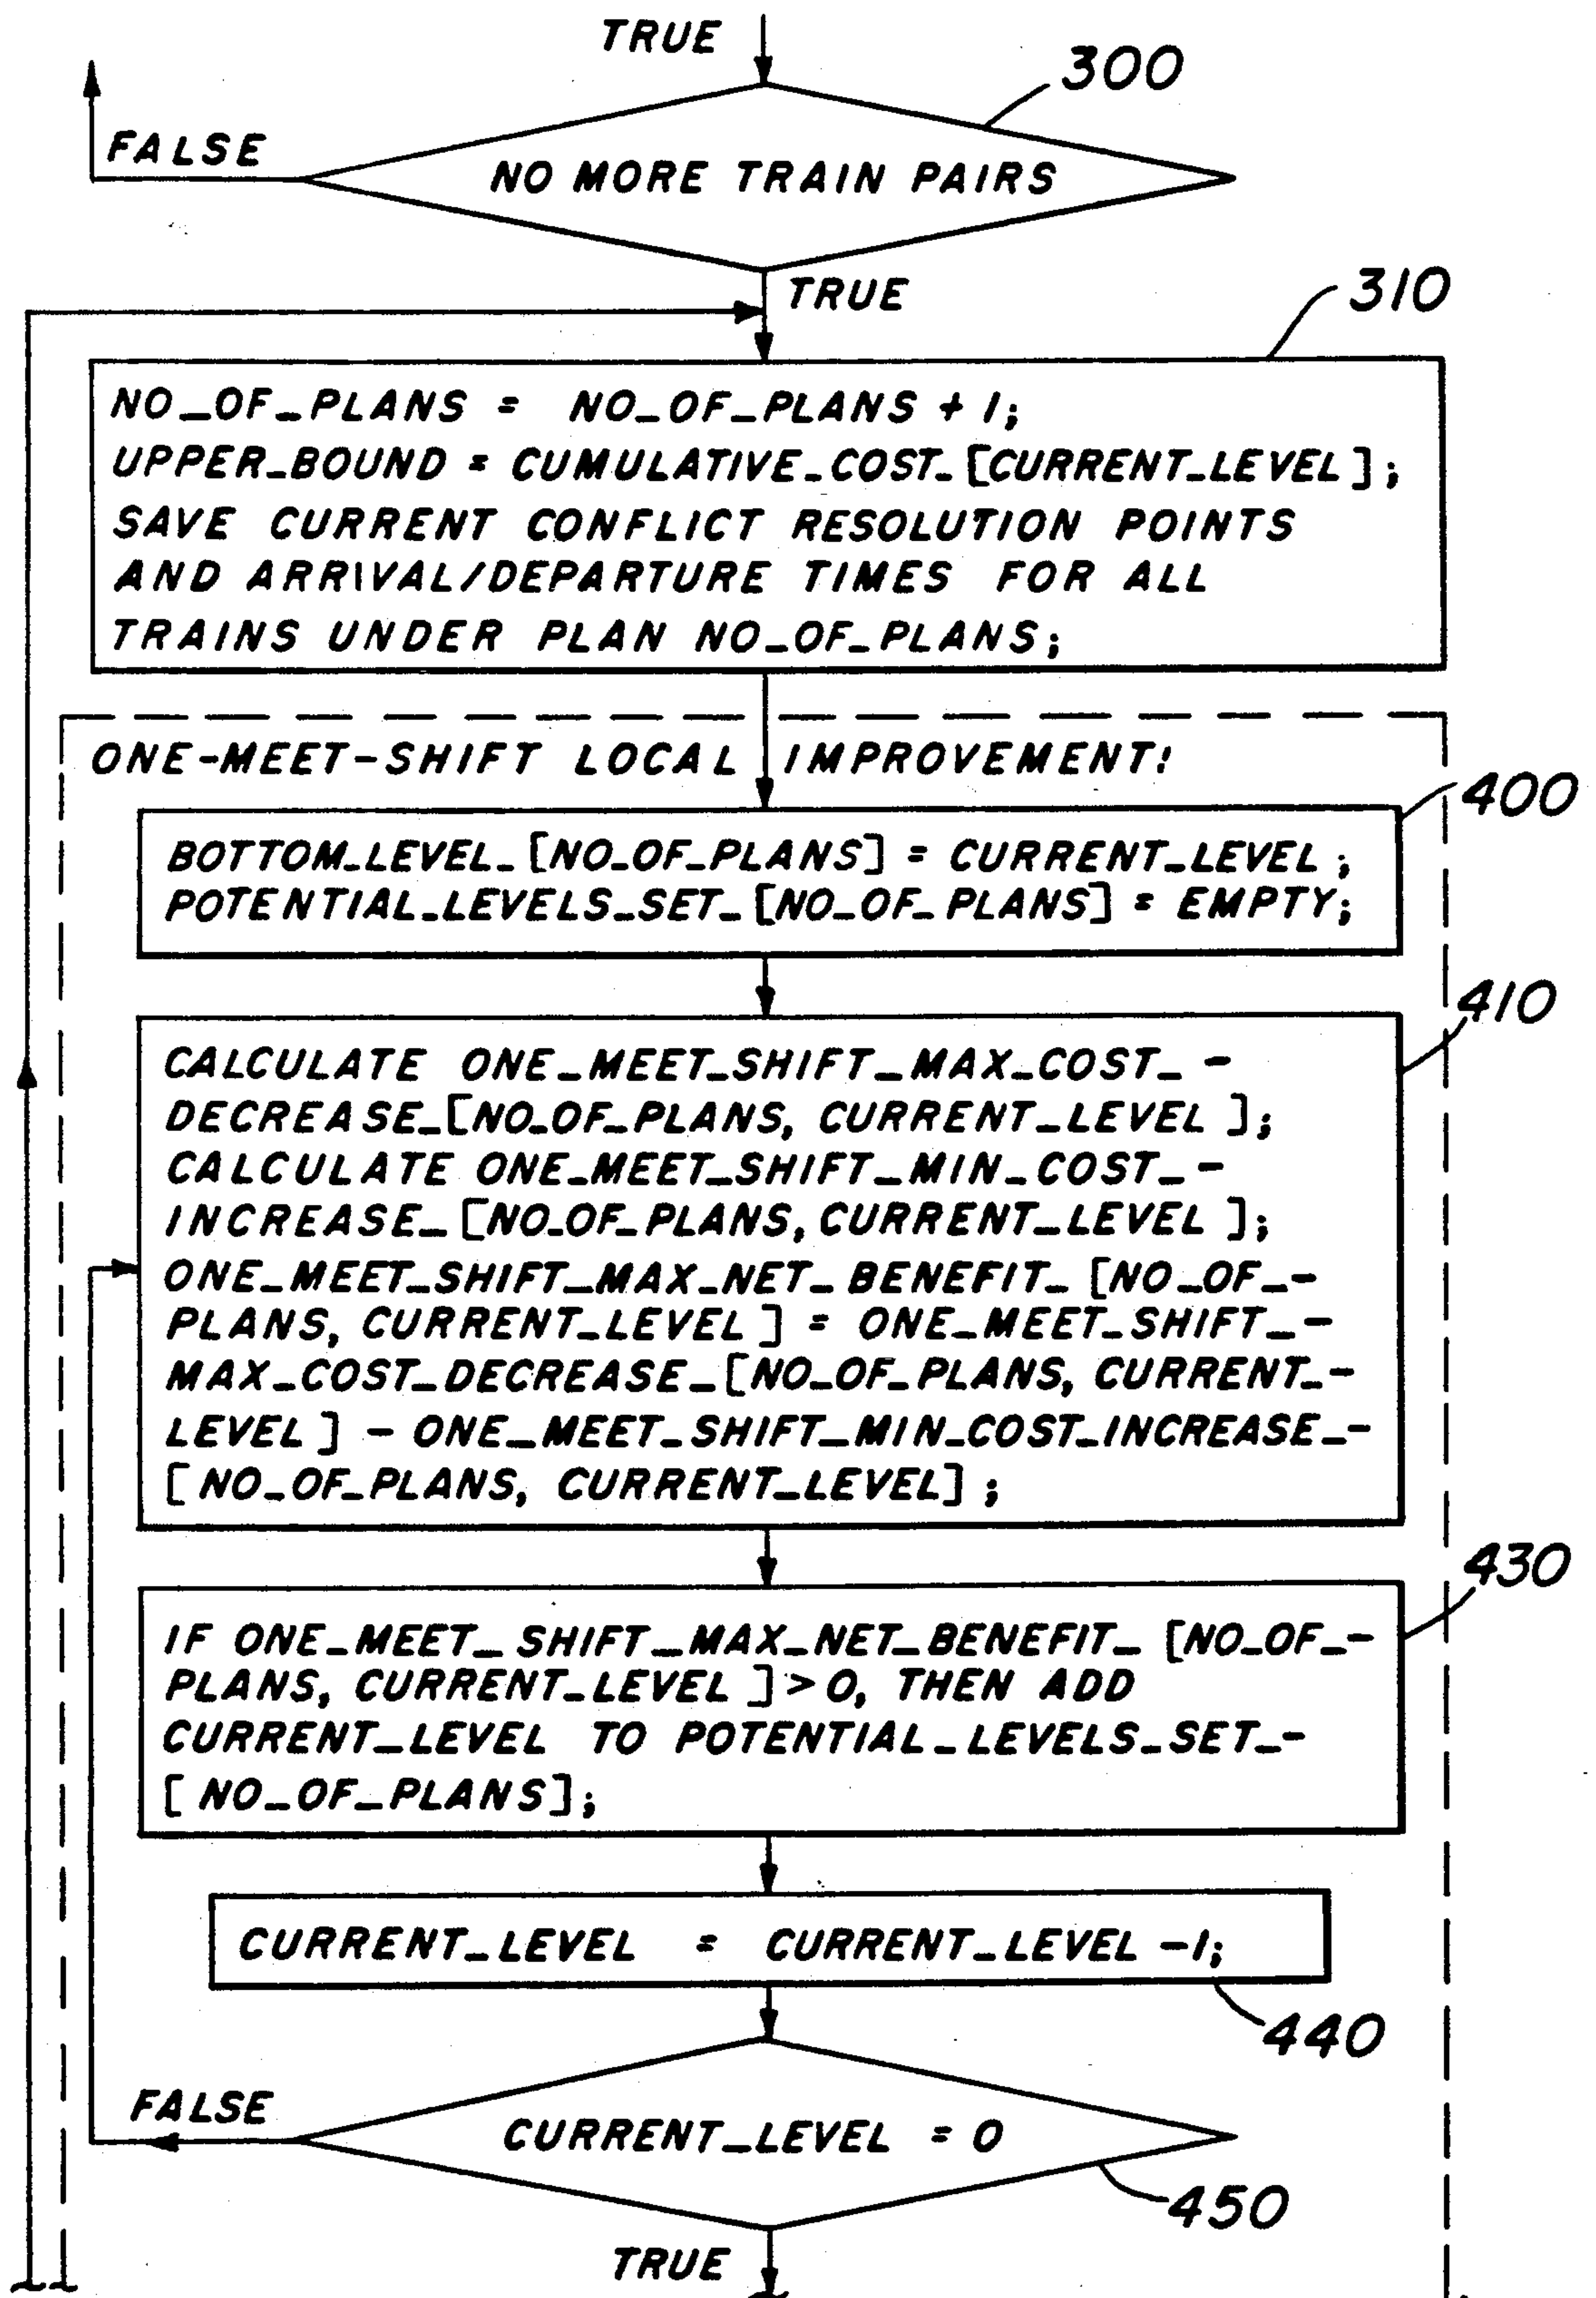 TRUE
300
FALSE
NO MORE TRAIN PAIRS
TRUE
310
NO_OF_PLANS = NO_OF_PLANS + 1;
UPPER_BOUND = CUMULATIVE_COST_[CURRENT_LEVEL];
SAVE CURRENT CONFLICT RESOLUTION POINTS
AND ARRIVAL/DEPARTURE TIMES FOR ALL
TRAINS UNDER PLAN NO_OF_PLANS;
ONE-MEET-SHIFT LOCAL IMPROVEMENT:
400
BOTTOM_LEVEL_[NO_OF_PLANS] = CURRENT_LEVEL;
POTENTIAL_LEVELS_SET_[NO_OF_PLANS] = EMPTY;
410
CALCULATE ONE_MEET_SHIFT_MAX_COST_-
DECREASE_[NO_OF_PLANS, CURRENT_LEVEL];
CALCULATE ONE_MEET_SHIFT_MIN_COST_-
INCREASE_[NO_OF_PLANS, CURRENT_LEVEL];
ONE_MEET_SHIFT_MAX_NET_BENEFIT_[NO_OF_-
PLANS, CURRENT_LEVEL] = ONE_MEET_SHIFT_-
MAX_COST_DECREASE_[NO_OF_PLANS, CURRENT_-
LEVEL] - ONE_MEET_SHIFT_MIN_COST_INCREASE_-
[NO_OF_PLANS, CURRENT_LEVEL];
430
IF ONE_MEET_SHIFT_MAX_NET_BENEFIT_[NO_OF_-
PLANS, CURRENT_LEVEL]>0, THEN ADD
CURRENT_LEVEL TO POTENTIAL_LEVELS_SET_-
[NO_OF_PLANS];
CURRENT_LEVEL = CURRENT_LEVEL -1;
440
FALSE
CURRENT_LEVEL = 0
450
TRUE